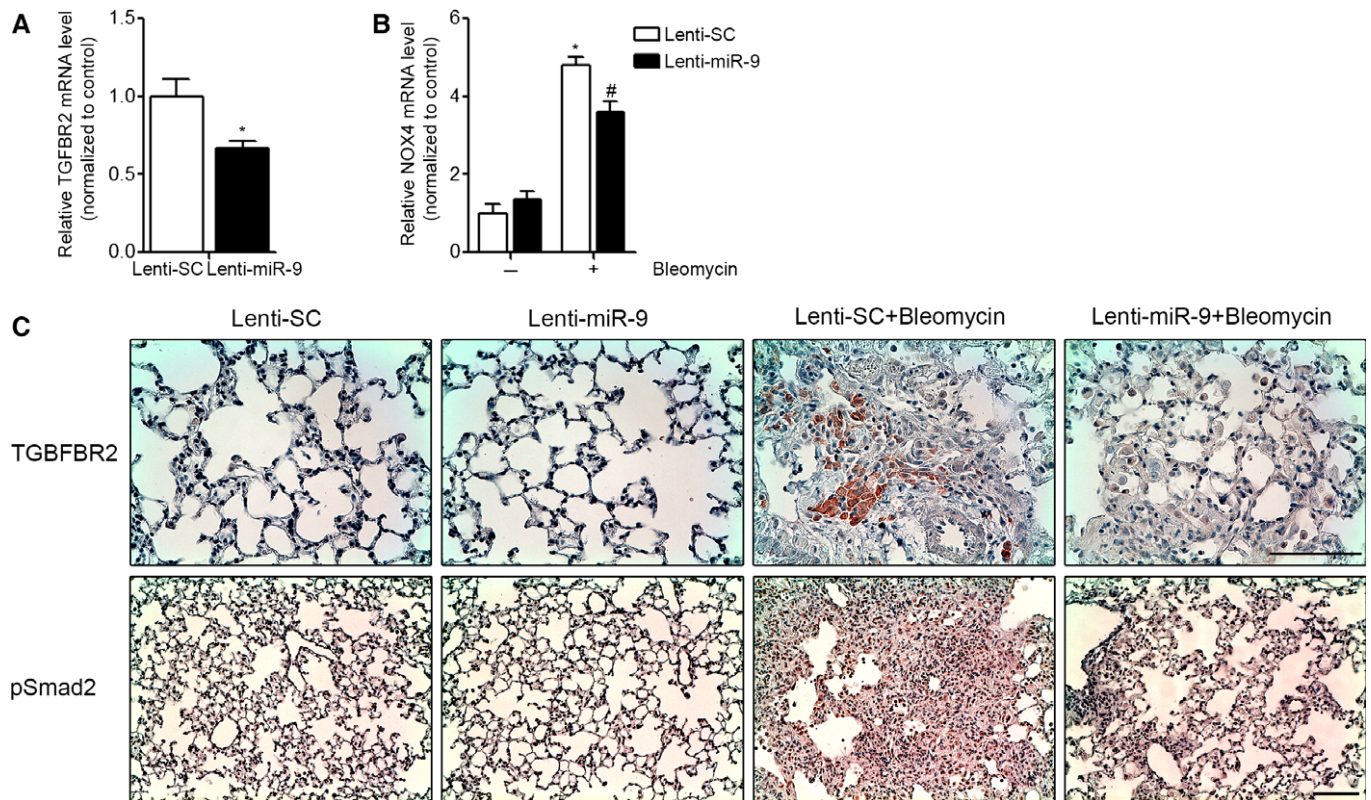 A
Relative TGFBR2 mRNA level
(normalized to control)
1.5
1.0
0.5
0.0
*
Lenti-SC Lenti-miR-9
B
Relative NOX4 mRNA level
(normalized to control)
6
4
2
0
*
#
— + Bleomycin
Lenti-SC
Lenti-miR-9
C
Lenti-SC Lenti-miR-9 Lenti-SC+Bleomycin Lenti-miR-9+Bleomycin
TGBFBR2
pSmad2